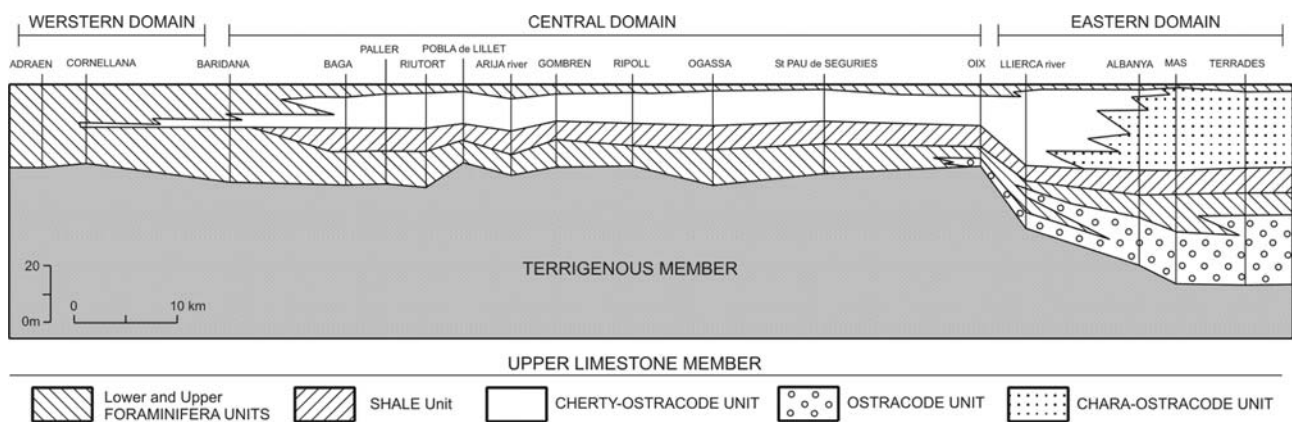 WERSTERN DOMAIN CENTRAL DOMAIN EASTERN DOMAIN
ADRAEN CORNELLANA BARIDANA BAGA PALLER RIUTORT POBLA de LILLET ARIJA river GOMBREN RIPOLL OGASSA St PAU de SEGURIES OIX LLIERCA river ALBANYA MAS TERRADES
TERRIGENOUS MEMBER
20
0m
0 10 km
UPPER LIMESTONE MEMBER
Lower and Upper
FORAMINIFERA UNITS
SHALE Unit
CHERTY-OSTRACODE UNIT
OSTRACODE UNIT
CHARA-OSTRACODE UNIT